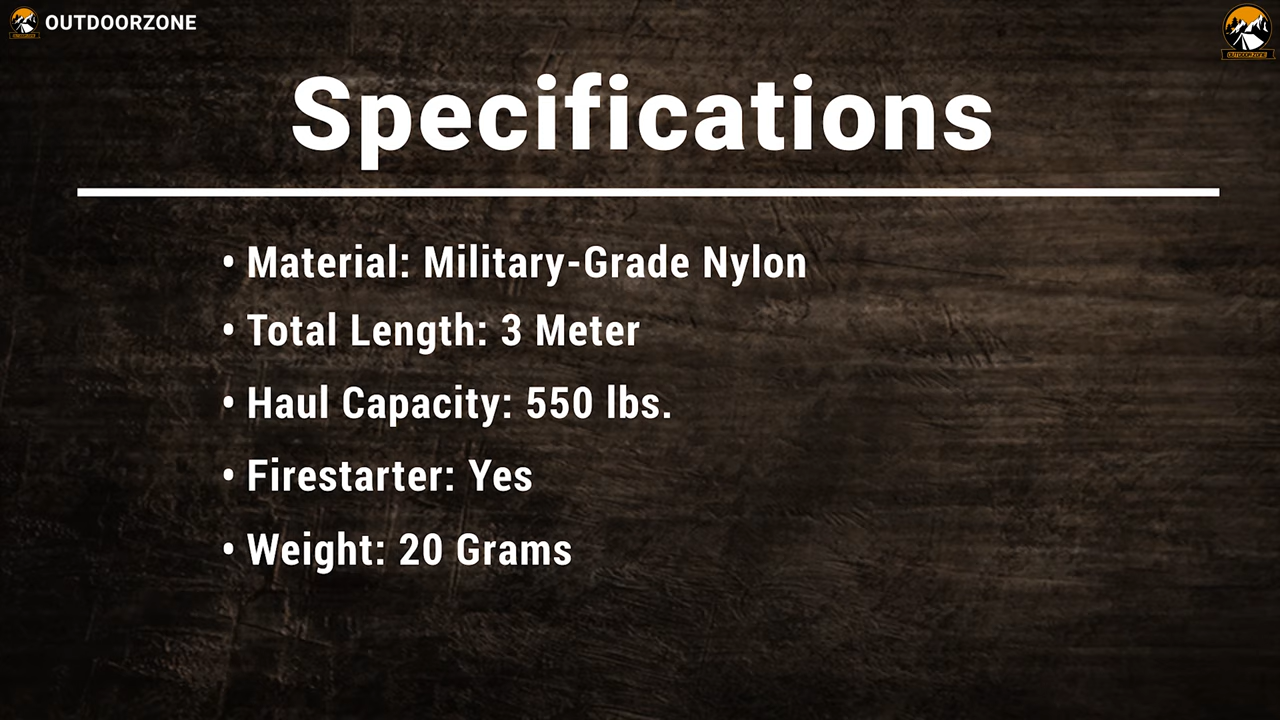 OUTDOORZONE
OUTDOORZONE
Specifications
• Material: Military-Grade Nylon
• Total Length: 3 Meter
• Haul Capacity: 550 lbs.
• Firestarter: Yes
• Weight: 20 Grams